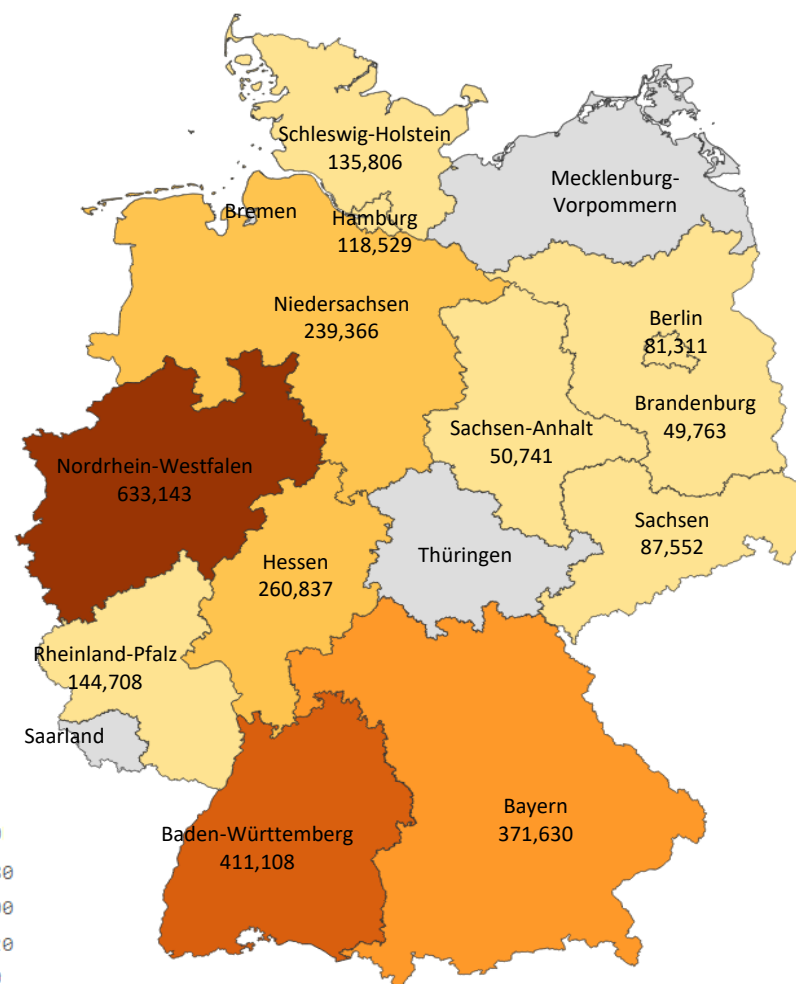 Schleswig-Holstein
135,806
Mecklenburg-
Vorpommern
Bremen
Hamburg
118,529
Niedersachsen
239,366
Berlin
81,311
Brandenburg
49,763
Sachsen-Anhalt
50,741
Nordrhein-Westfalen
633,143
Sachsen
87,552
Thüringen
Hessen
260,837
Rheinland-Pfalz
144,708
Saarland
Bayern
371,630
Baden-Württemberg
411,108